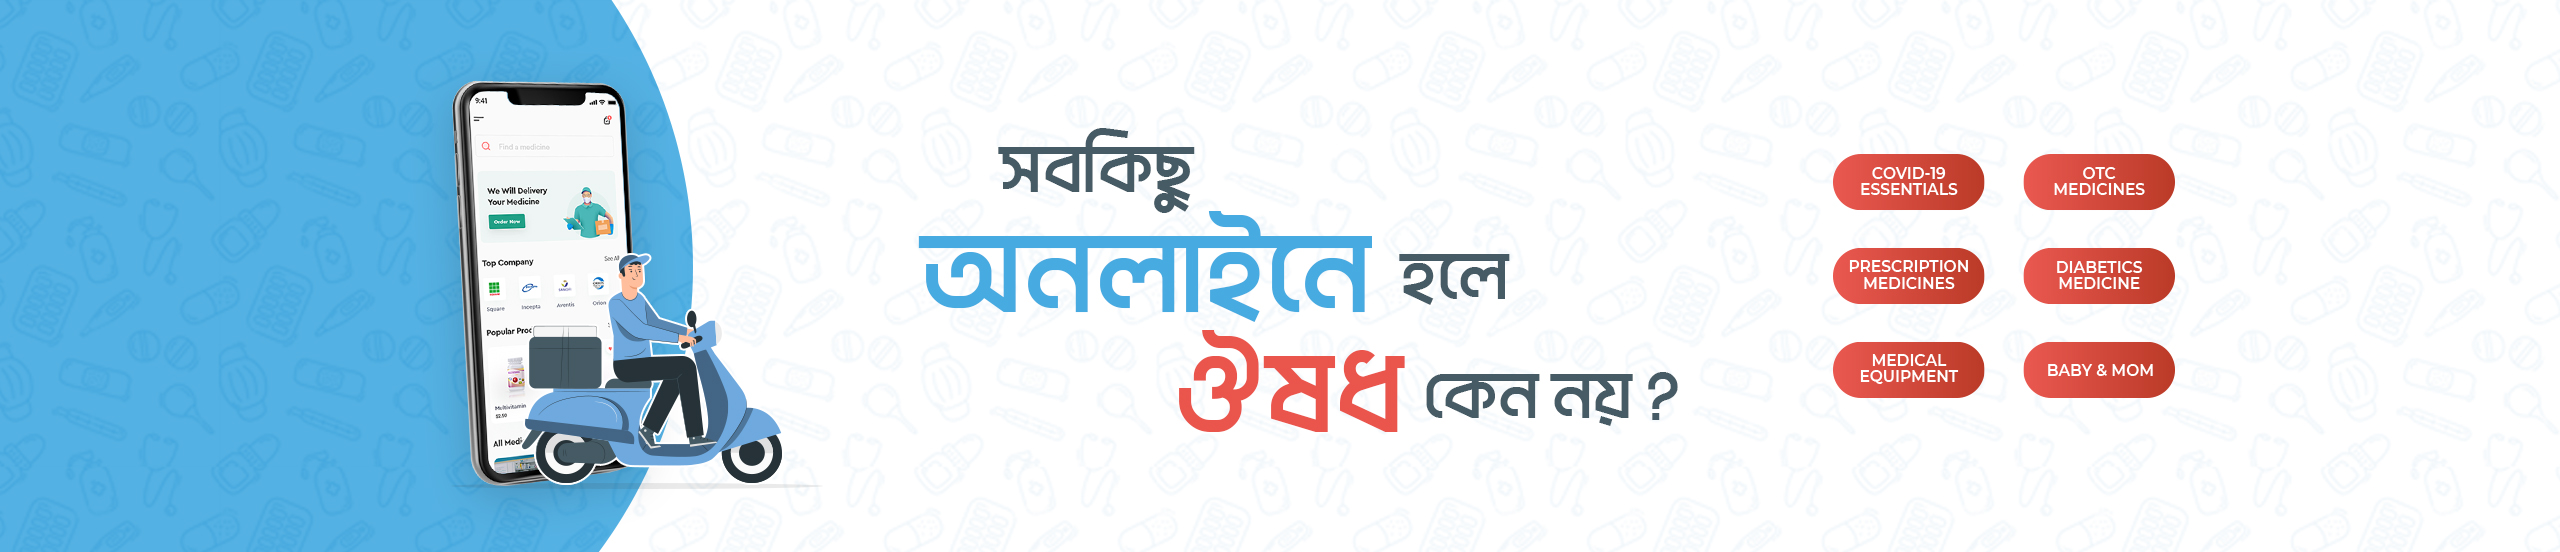 9:41
Find a medicine
We Will Delivery
Your Medicine
Order Now
Top Company
See All
Square
Incepta
Aventis
Orion
Popular Proc
Multivitamin
$2.50
All Medi
সবকিছু
অনলাইনে হলে
ঔষধ কেন নয় ?
COVID-19
ESSENTIALS
OTC
MEDICINES
PRESCRIPTION
MEDICINES
DIABETICS
MEDICINE
MEDICAL
EQUIPMENT
BABY & MOM